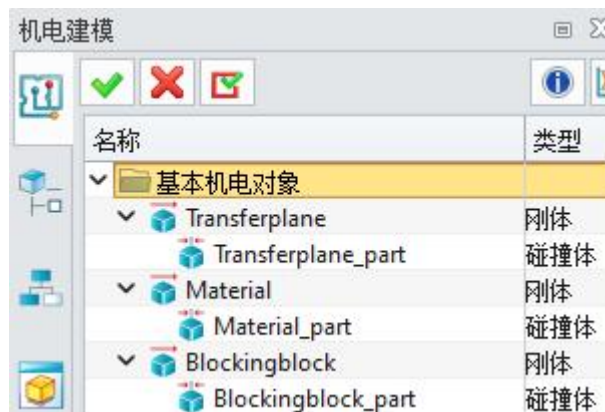 机电建模
名称 类型
基本机电对象
Transferplane 刚体
Transferplane_part 碰撞体
Material 刚体
Material_part 碰撞体
Blockingblock 刚体
Blockingblock_part 碰撞体